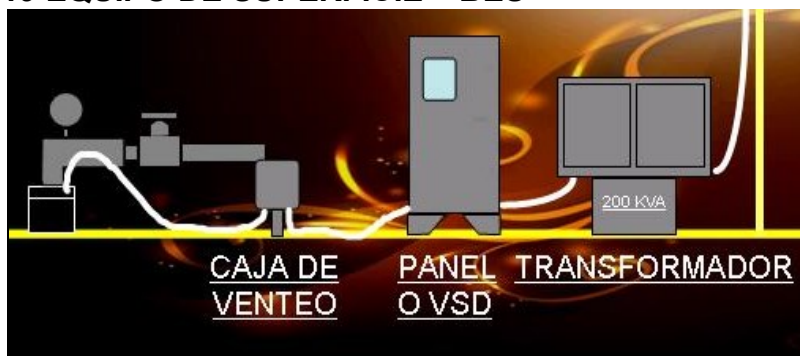 200 KVA
CAJA DE
VENTEO
PANEL
O VSD
TRANSFORMADOR